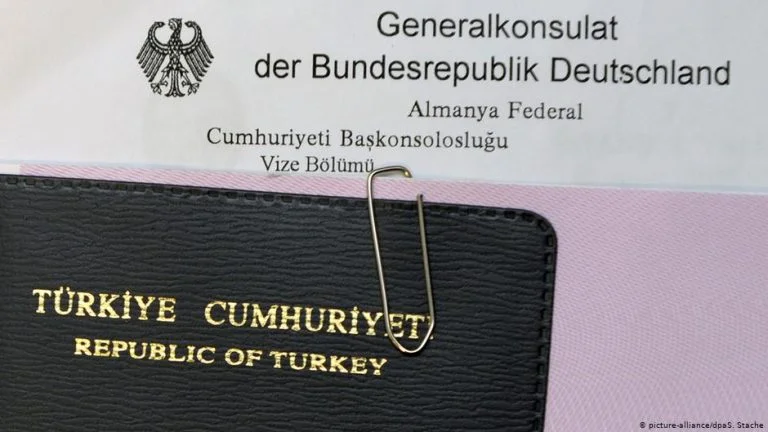 Generalkonsulat
der Bundesrepublik Deutschland
Almanya Federal
Cumhuriyeti Başkonsolosluğu
Vize Bölümü
TÜRKİYE CUMHURİYETİ
REPUBLIC OF TURKEY
© picture-alliance/dpaS. Stache